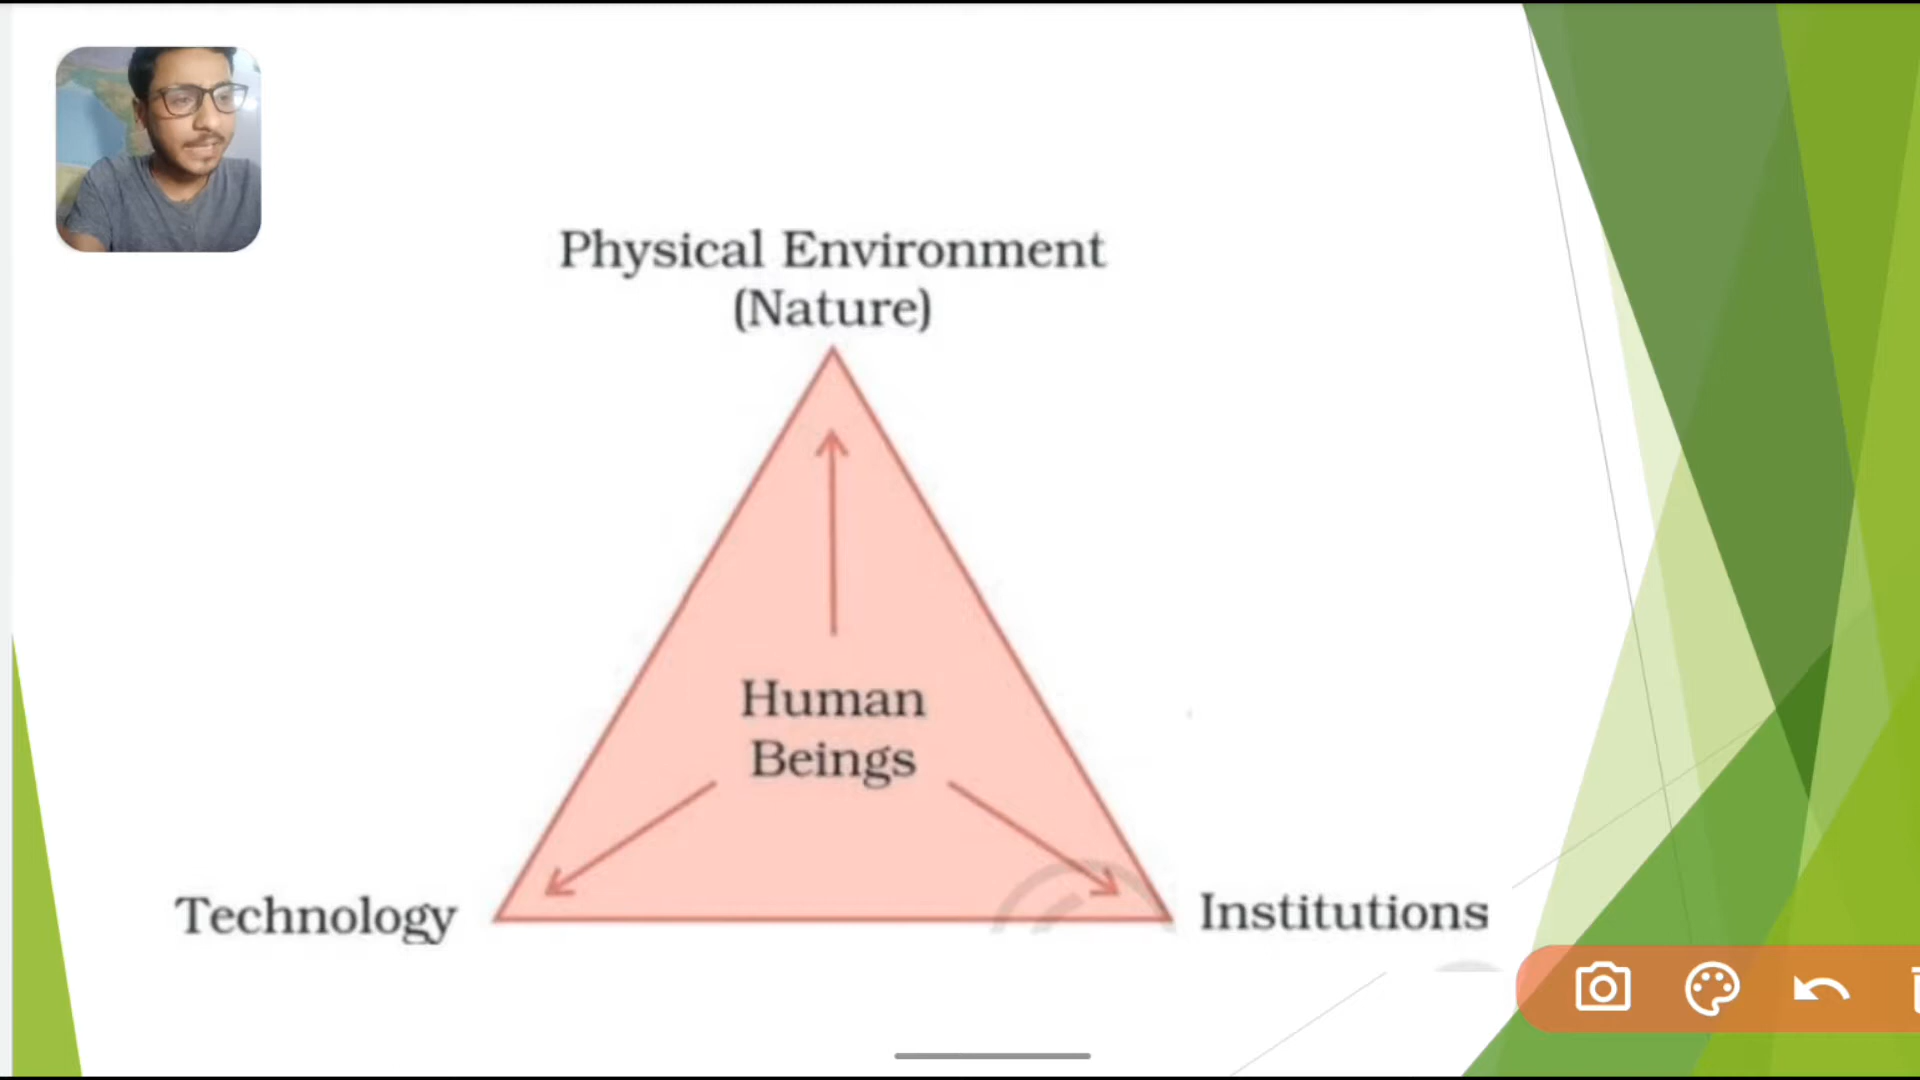 Physical Environment
(Nature)
Human
Beings
Technology
Institutions